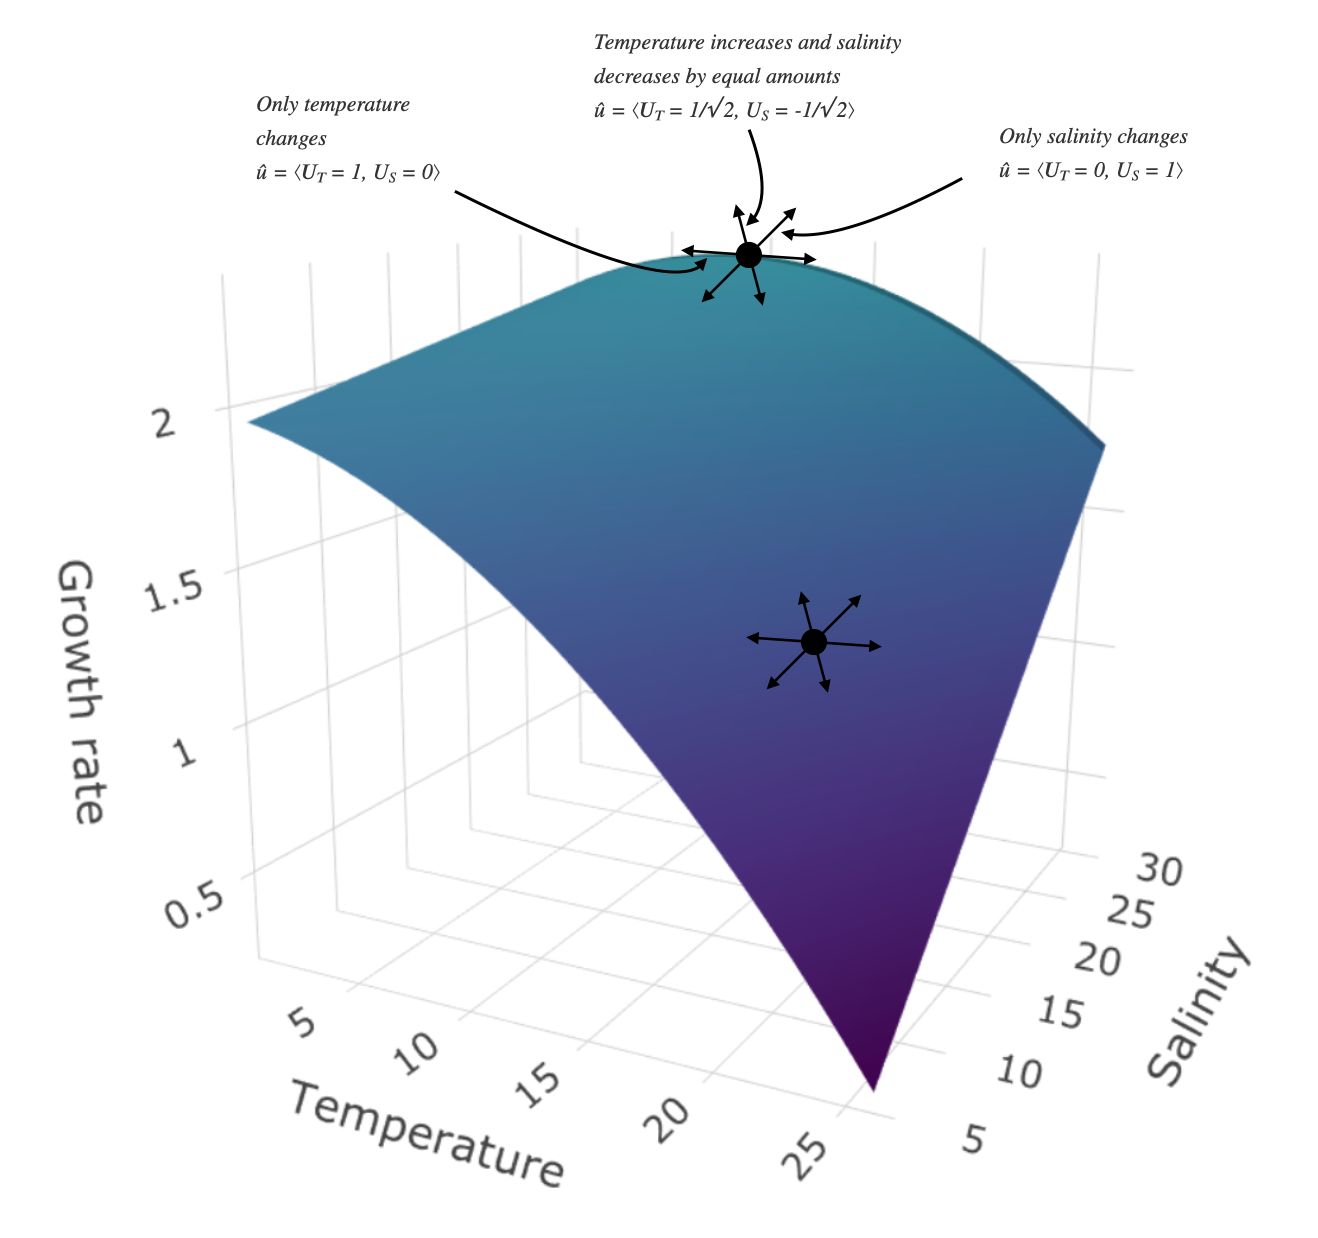 Temperature increases and salinity
decreases by equal amounts
û = ⟨U_T = 1/√2, U_S = -1/√2⟩
Only temperature
changes
û = ⟨U_T = 1, U_S = 0⟩
Only salinity changes
û = ⟨U_T = 0, U_S = 1⟩
2
1.5
1
0.5
Growth rate
5
10
15
20
25
Temperature
30
25
20
15
10
5
Salinity